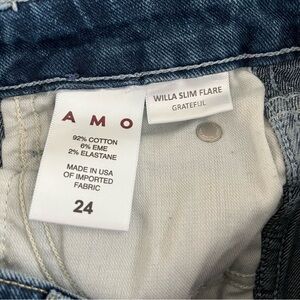 AMO
92% COTTON
6% EME
2% ELASTANE
MADE IN USA
OF IMPORTED
FABRIC
24
WILLA SLIM FLARE
GRATEFUL